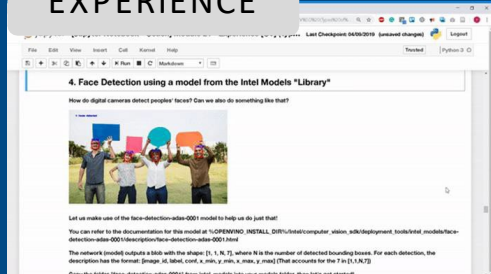 EXPERIENCE
Last Checkpoint: 04/09/2019 (unsaved changes)
Logout
File Edit View Insert Cell Kernel Help
Trusted
Python 3
Run
Markdown
4. Face Detection using a model from the Intel Models "Library"
How do digital cameras detect peoples' faces? Can we also do something like that?
Let us make use of the face-detection-adas-0001 model to help us do just that!
You can refer to the documentation for this model at %OPENVINO_INSTALL_DIR%/intel/computer_vision_sdk/deployment_tools/intel_models/face-
detection-adas-0001/description/face-detection-adas-0001.html
The network (model) outputs a blob with the shape: [1, 1, N, 7], where N is the number of detected bounding boxes. For each detection, the
description has the format: [image_id, label, conf, x_min, y_min, x_max, y_max] (That accounts for the 7 in [1,1,N,7])